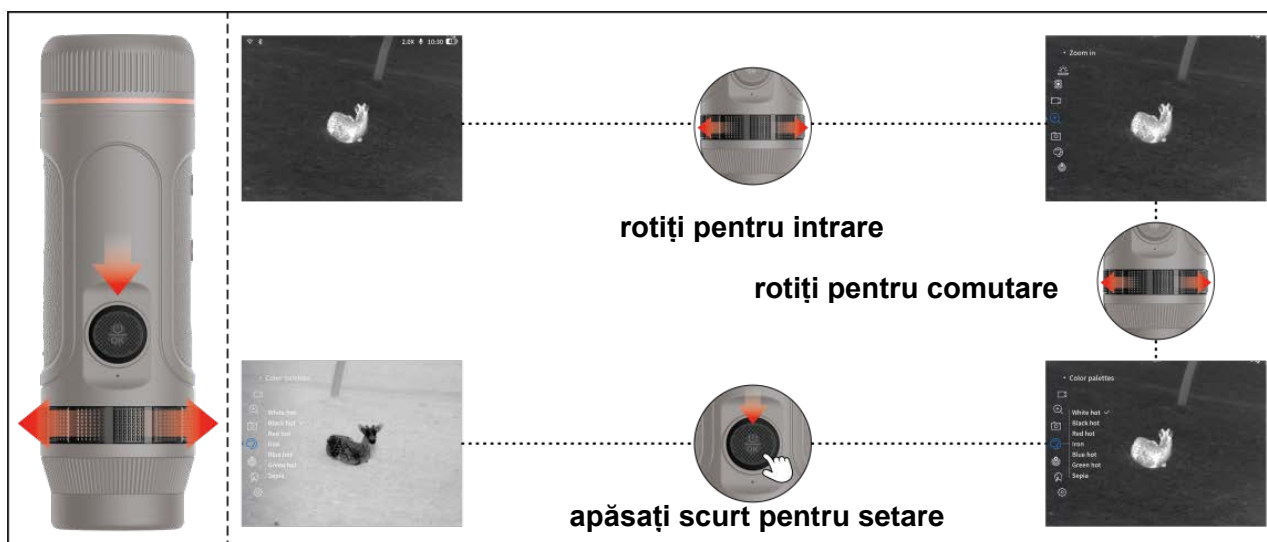 2.0X 10:30
• Zoom in
rotiți pentru intrare
rotiți pentru comutare
OK
• Color palettes
White hot
Black hot ✓
Red hot
Iron
Blue hot
Green hot
Sepia
OK
• Color palettes
White hot ✓
Black hot
Red hot
Iron
Blue hot
Green hot
Sepia
apăsați scurt pentru setare